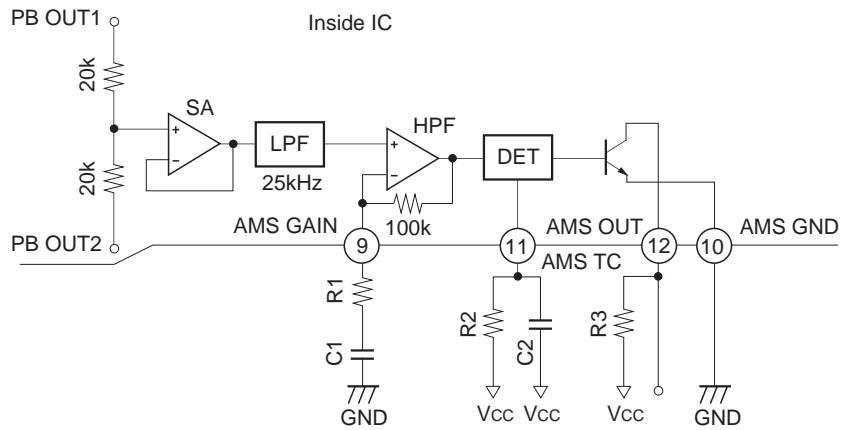 PB OUT1
Inside IC
20k
SA
HPF
LPF
DET
25kHz
20k
100k
PB OUT2
AMS GAIN
AMS OUT
AMS GND
9
11
12
10
AMS TC
R1
R2
C2
R3
C1
GND
VCC
VCC
VCC
GND